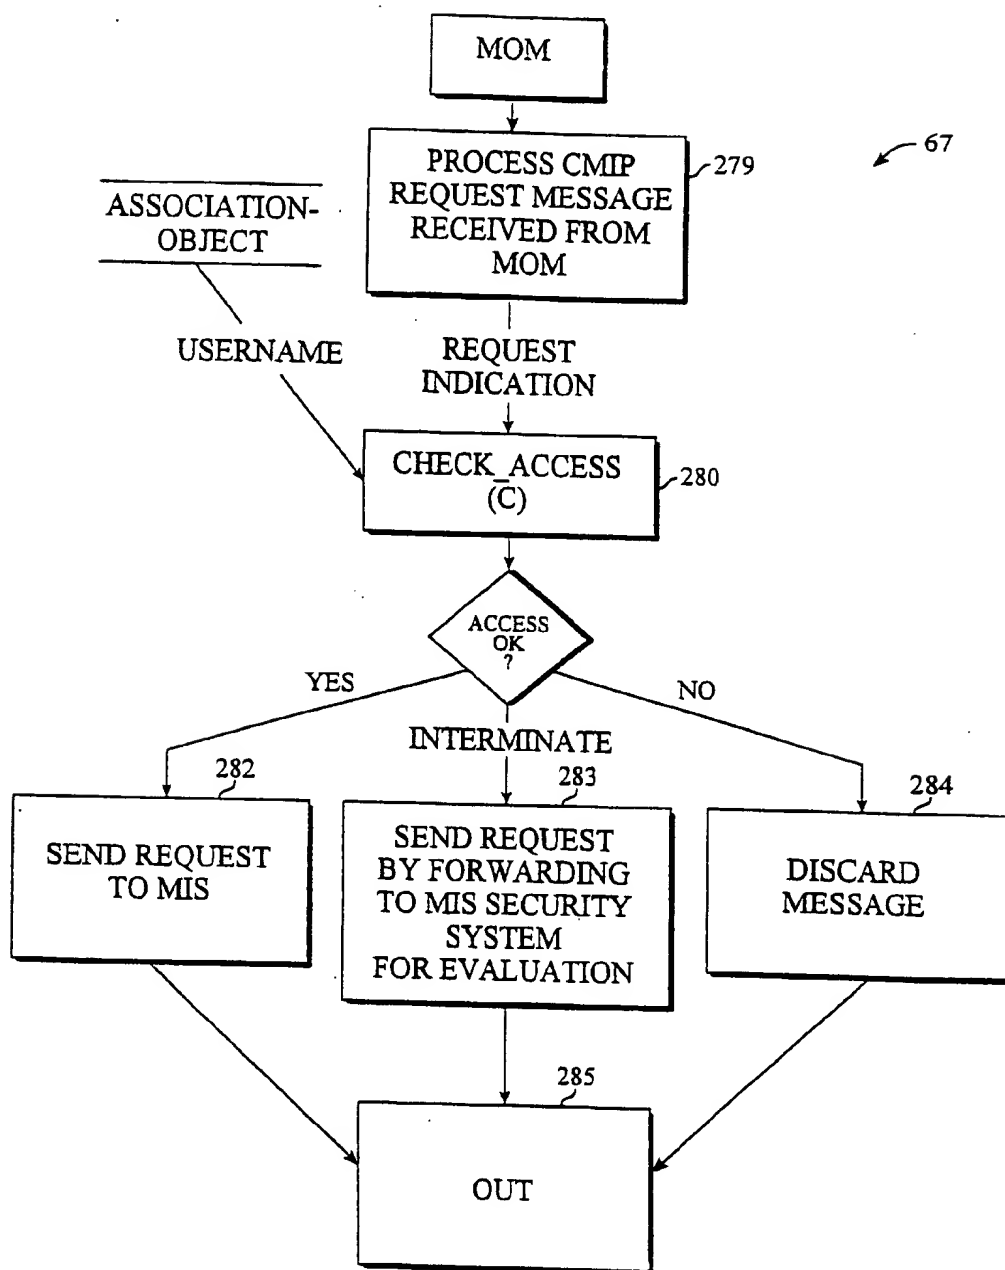 MOM
PROCESS CMIP
REQUEST MESSAGE
RECEIVED FROM
MOM
279
67
ASSOCIATION-
OBJECT
USERNAME
REQUEST
INDICATION
CHECK_ACCESS
(C)
280
ACCESS
OK
?
YES
INTERMINATE
NO
282
SEND REQUEST
TO MIS
283
SEND REQUEST
BY FORWARDING
TO MIS SECURITY
SYSTEM
FOR EVALUATION
284
DISCARD
MESSAGE
285
OUT